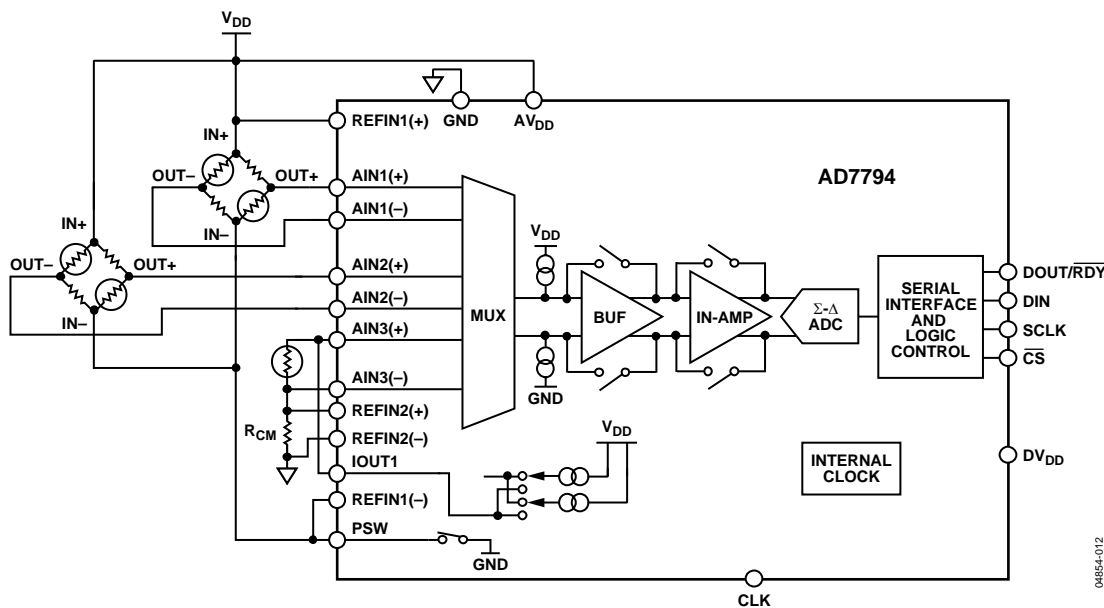 VDD
GND
AVDD
REFIN1(+)
IN+
OUT–
OUT+
IN–
AIN1(+)
AIN1(–)
IN+
OUT–
OUT+
IN–
AIN2(+)
AIN2(–)
AIN3(+)
AIN3(–)
REFIN2(+)
RCM
REFIN2(–)
IOUT1
REFIN1(–)
PSW
GND
MUX
VDD
GND
BUF
IN-AMP
Σ-Δ
ADC
AD7794
SERIAL
INTERFACE
AND
LOGIC
CONTROL
DOUT/RDY
DIN
SCLK
CS
VDD
INTERNAL
CLOCK
DVDD
CLK
04854-012